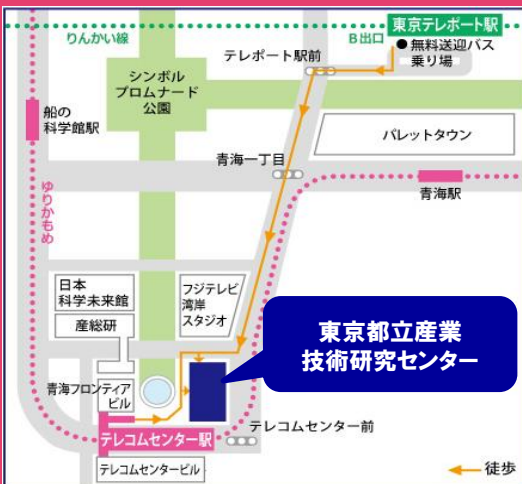 東京テレポート駅
りんかい線
B出口
●無料送迎バス
乗り場
テレポート駅前
シンボル
プロムナード
公園
船の
科学館駅
パレットタウン
青海一丁目
青海駅
ゆりかもめ
日本
科学未来館
産総研
フジテレビ
湾岸
スタジオ
東京都立産業
技術研究センター
青海フロンティア
ビル
テレコムセンター駅
テレコムセンター前
テレコムセンタービル
徒歩